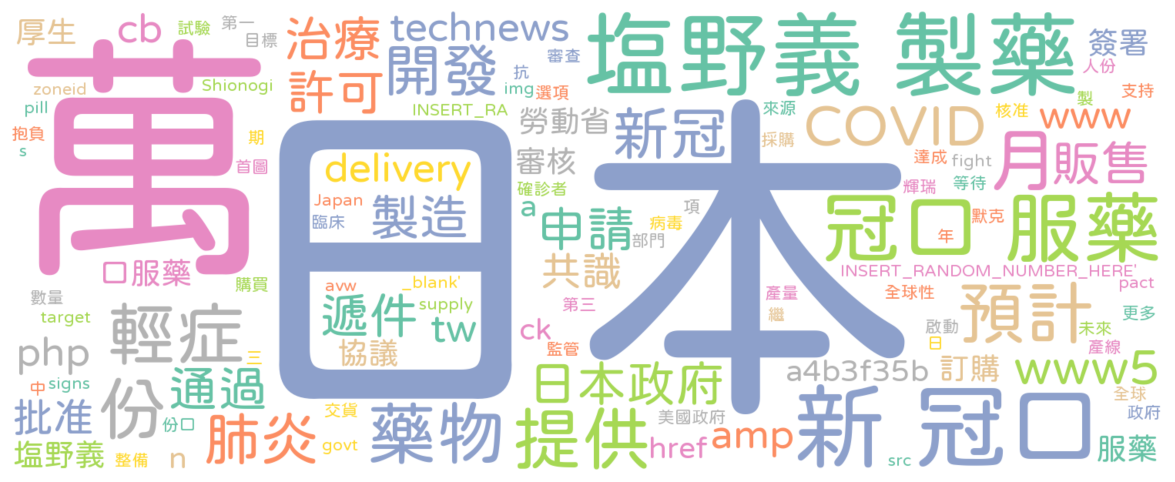 萬
日本
塩野義 製藥
新 冠口
冠口 服藥
厚生
cb
試驗
第一
目標
治療
technews
開發
審查
抗
img
選項
許可
簽署
人份
支持
zoneid
Shionogi
pill
抱負
s
期
首圖
INSERT_RA
勞動省
新冠
COVID
來源
製
核准
www
採購
月
販售
審核
delivery
確診者
達成
fight
輝瑞
等待
Japan
臨床
製造
a
申請
項
病毒
部門
默克
年
口服藥
購買
共識
INSERT_RANDOM_NUMBER_HERE'
pact
avw
_blank'
數量
target
遞件
supply
tw
第三
產量
繼
全球性
預計
更多
輕症
協議
ck
監管
啟動
日
未來
產線
php
三
a4b3f35b
訂購
www5
中
signs
份
通過
日本政府
全球
政府
批准
份口
交貨
藥物
提供
美國政府
href
amp
塩野義
整備
n
肺炎
govt
src
服藥